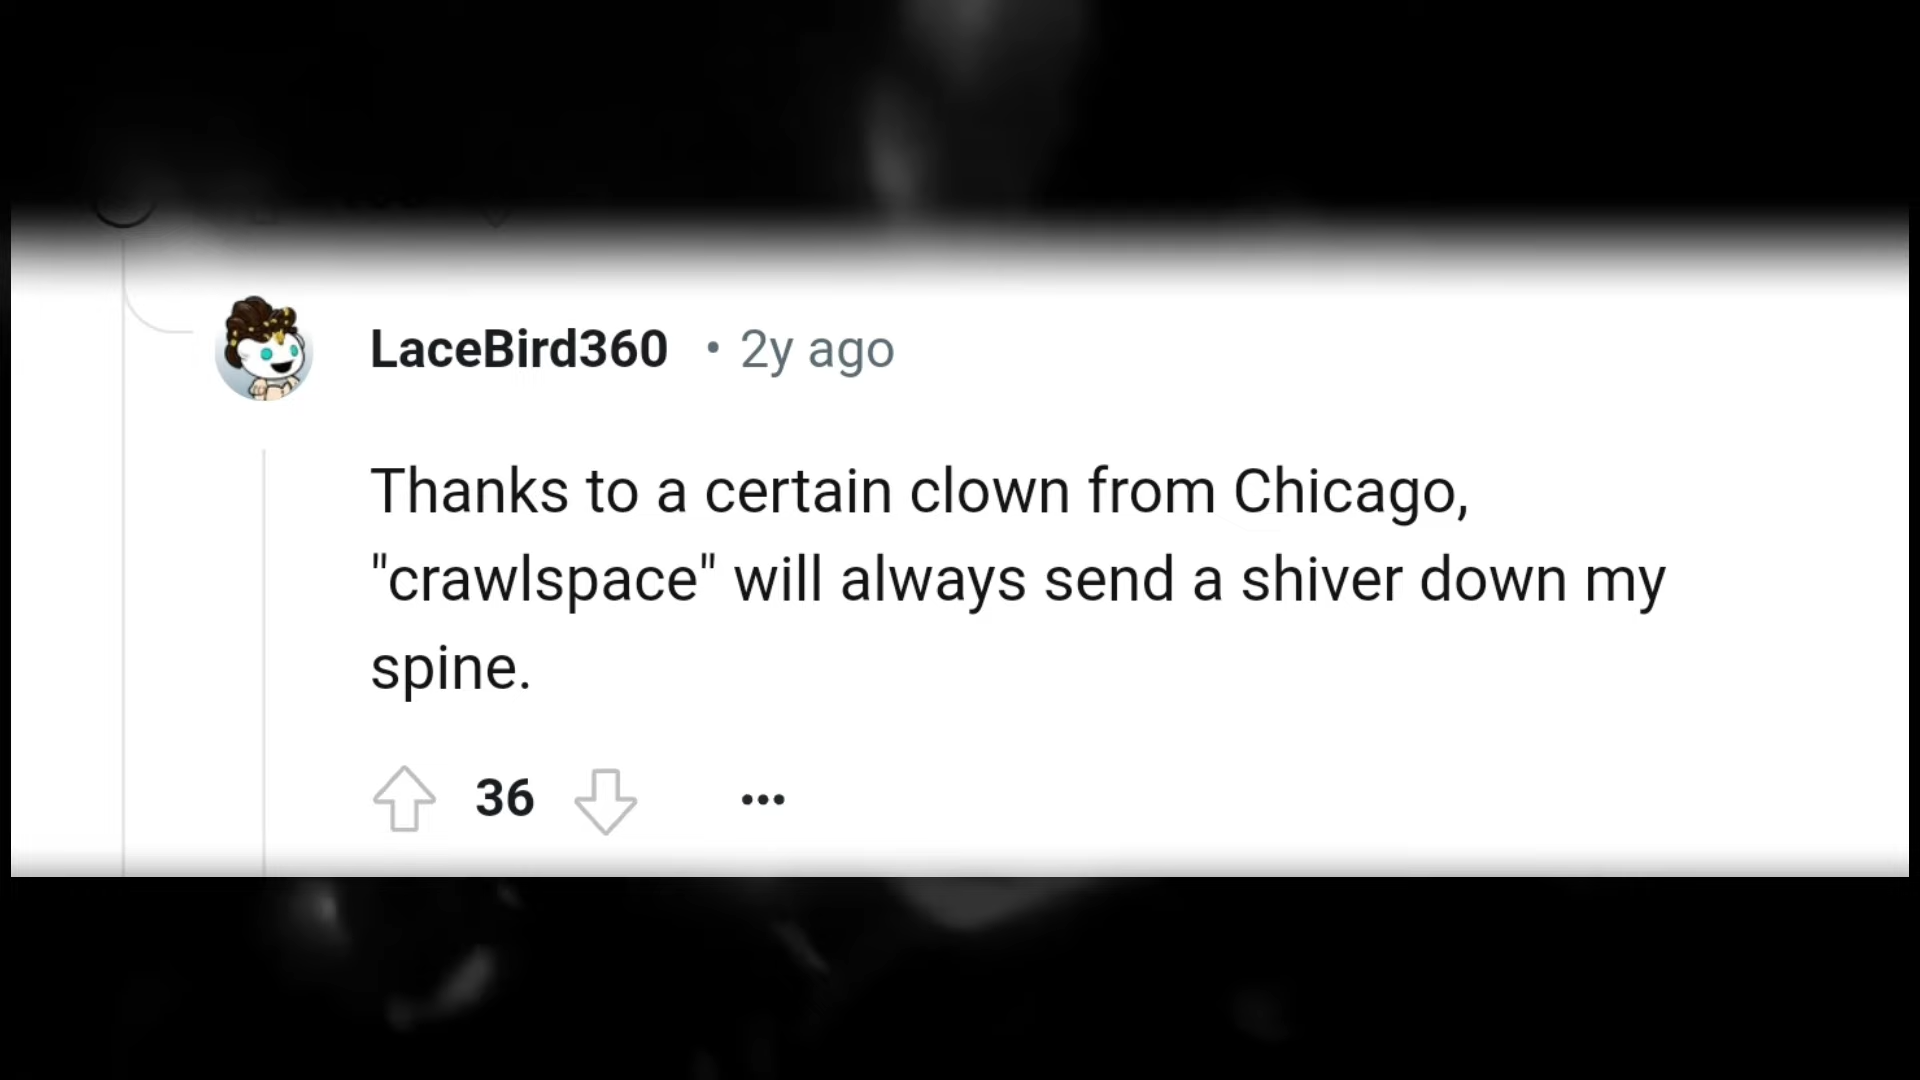 LaceBird360 • 2y ago
Thanks to a certain clown from Chicago,
"crawlspace" will always send a shiver down my
spine.
36